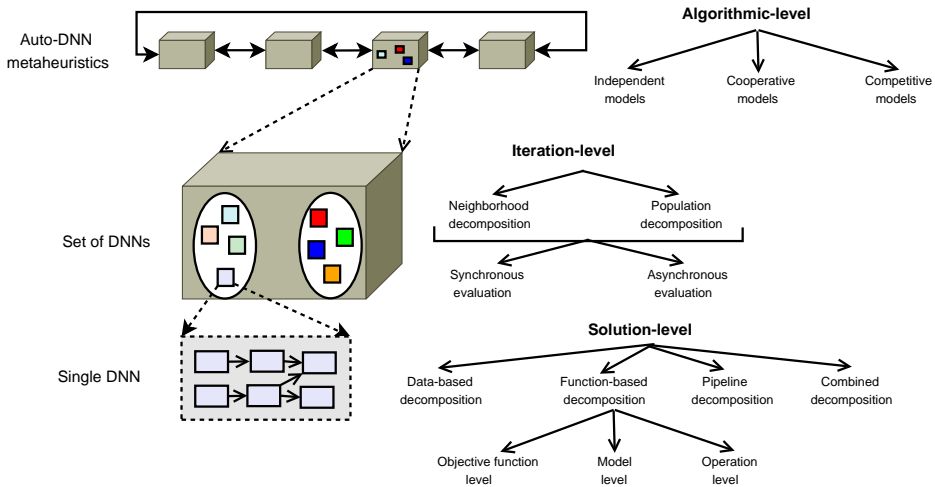 Algorithmic-level
Auto-DNN
metaheuristics
Independent
models
Cooperative
models
Competitive
models
Iteration-level
Neighborhood
decomposition
Population
decomposition
Set of DNNs
Synchronous
evaluation
Asynchronous
evaluation
Solution-level
Single DNN
Data-based
decomposition
Function-based
decomposition
Pipeline
decomposition
Combined
decomposition
Objective function
level
Model
level
Operation
level